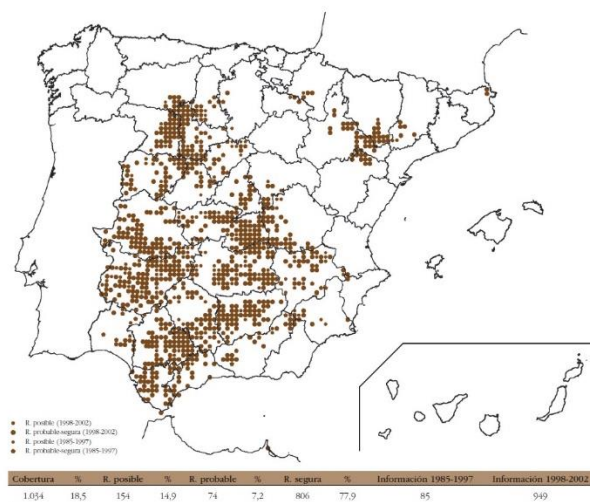 R. posible (1998-2002)
R. probable-segura (1998-2002)
R. posible (1985-1997)
R. probable-segura (1985-1997)
Cobertura % R. posible % R. probable % R. segura % Información 1985-1997 Información 1998-2002
1.034 18,5 154 14,9 74 7,2 806 77,9 85 949